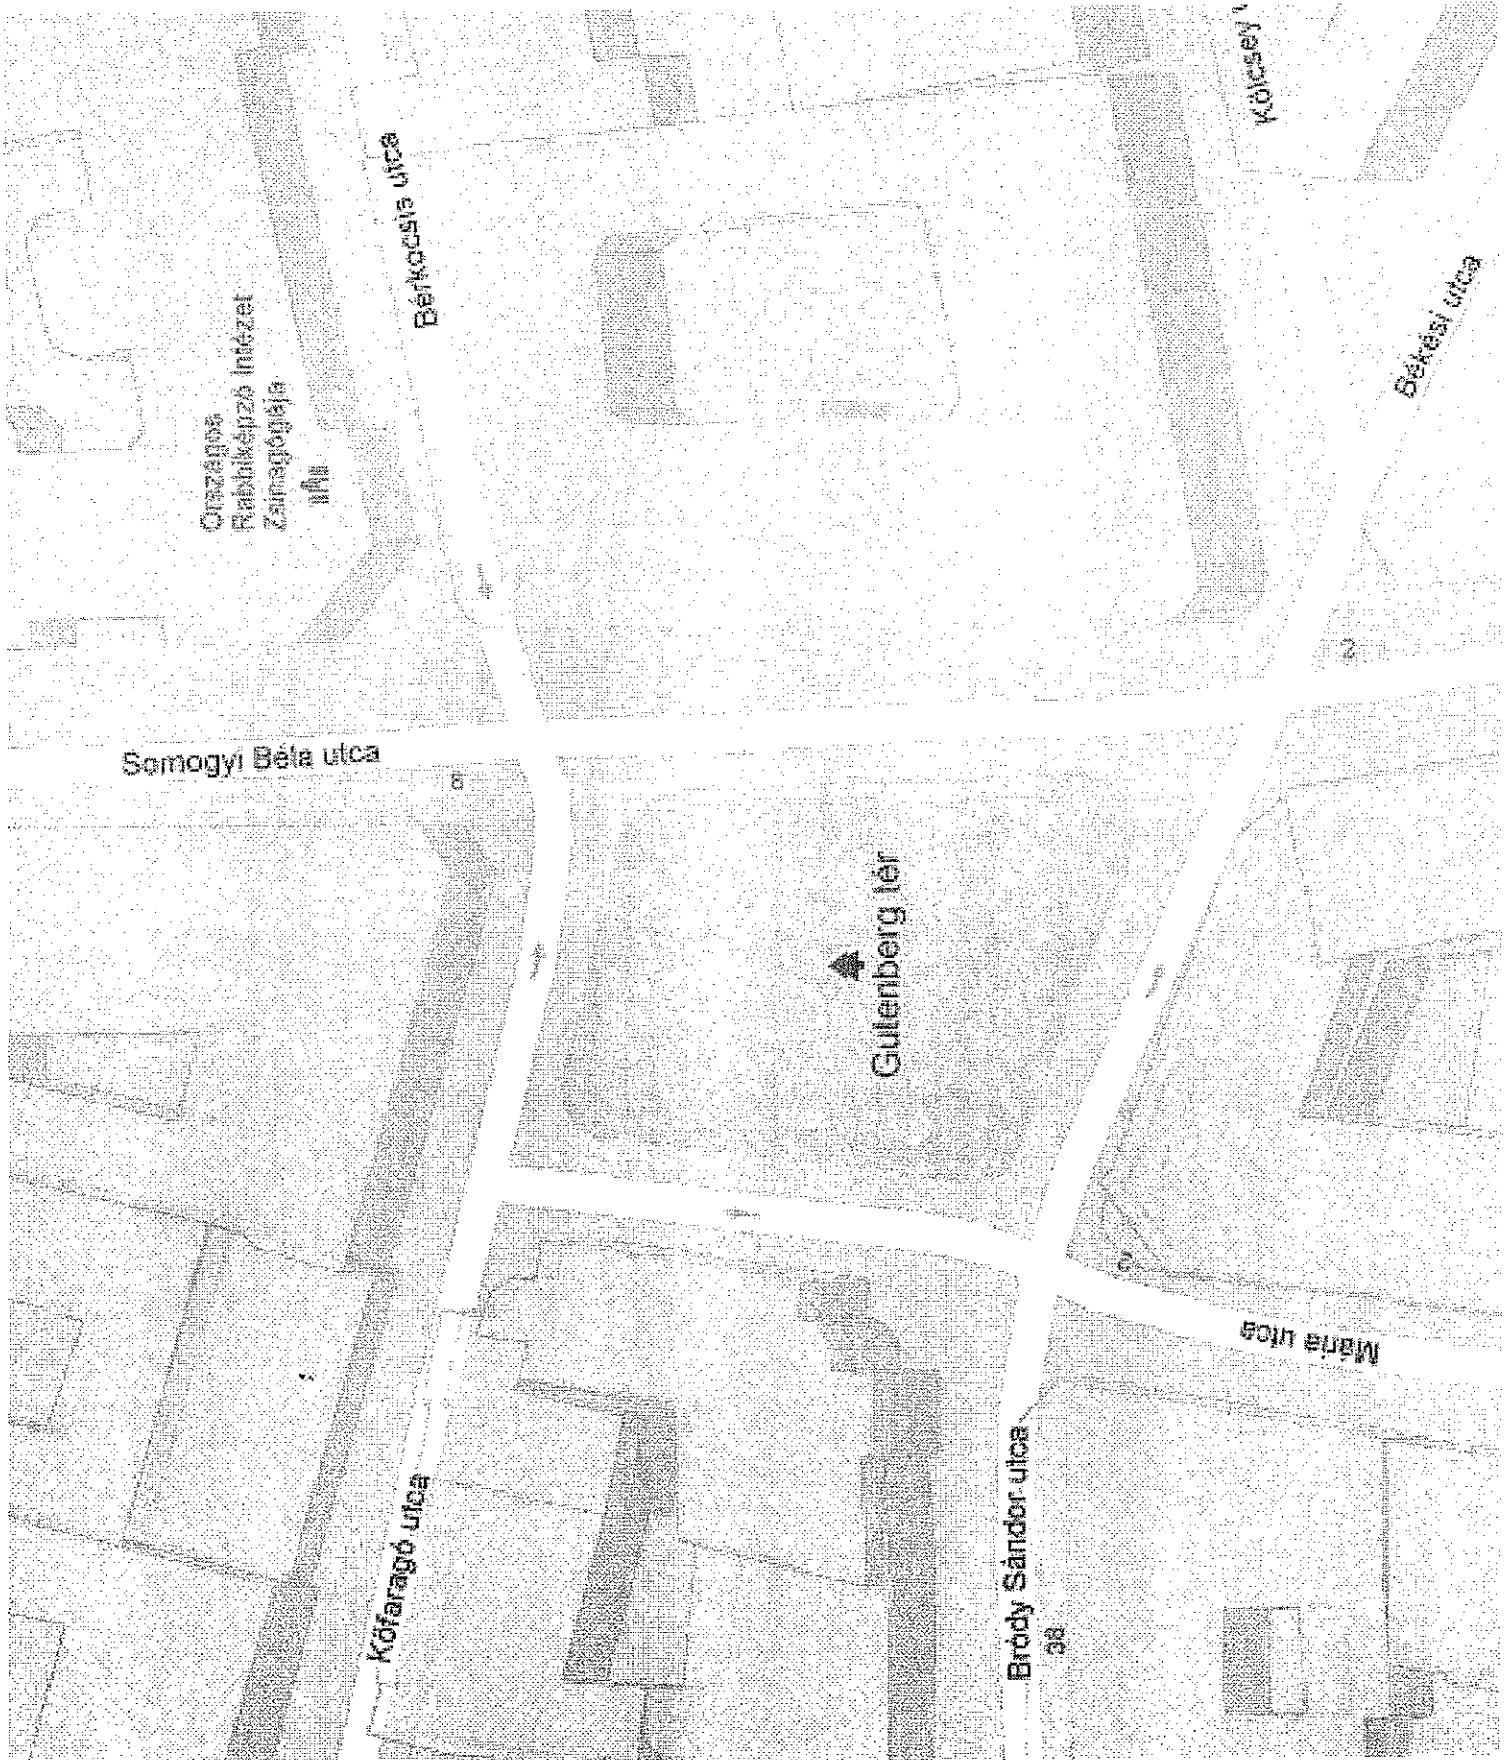 Kölcsey
Bérkocsis utca
Országos
Rabbiképző Intézet
Zsinagógája
Békési utca
2
Somogyi Béla utca
Gutenberg tér
Mária utca
Kőfaragó utca
Bródy Sándor utca
38